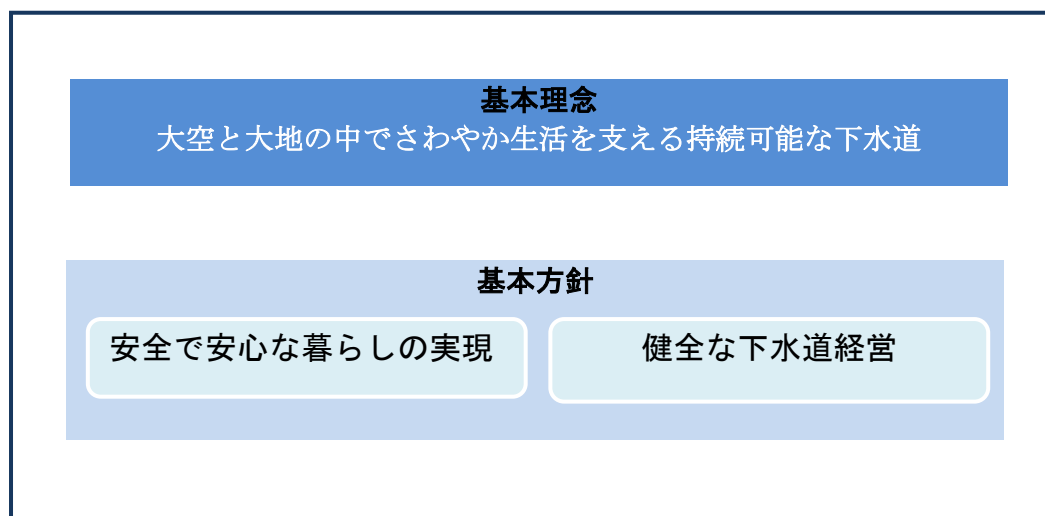 基本理念
大空と大地の中でさわやか生活を支える持続可能な下水道
基本方針
安全で安心な暮らしの実現
健全な下水道経営